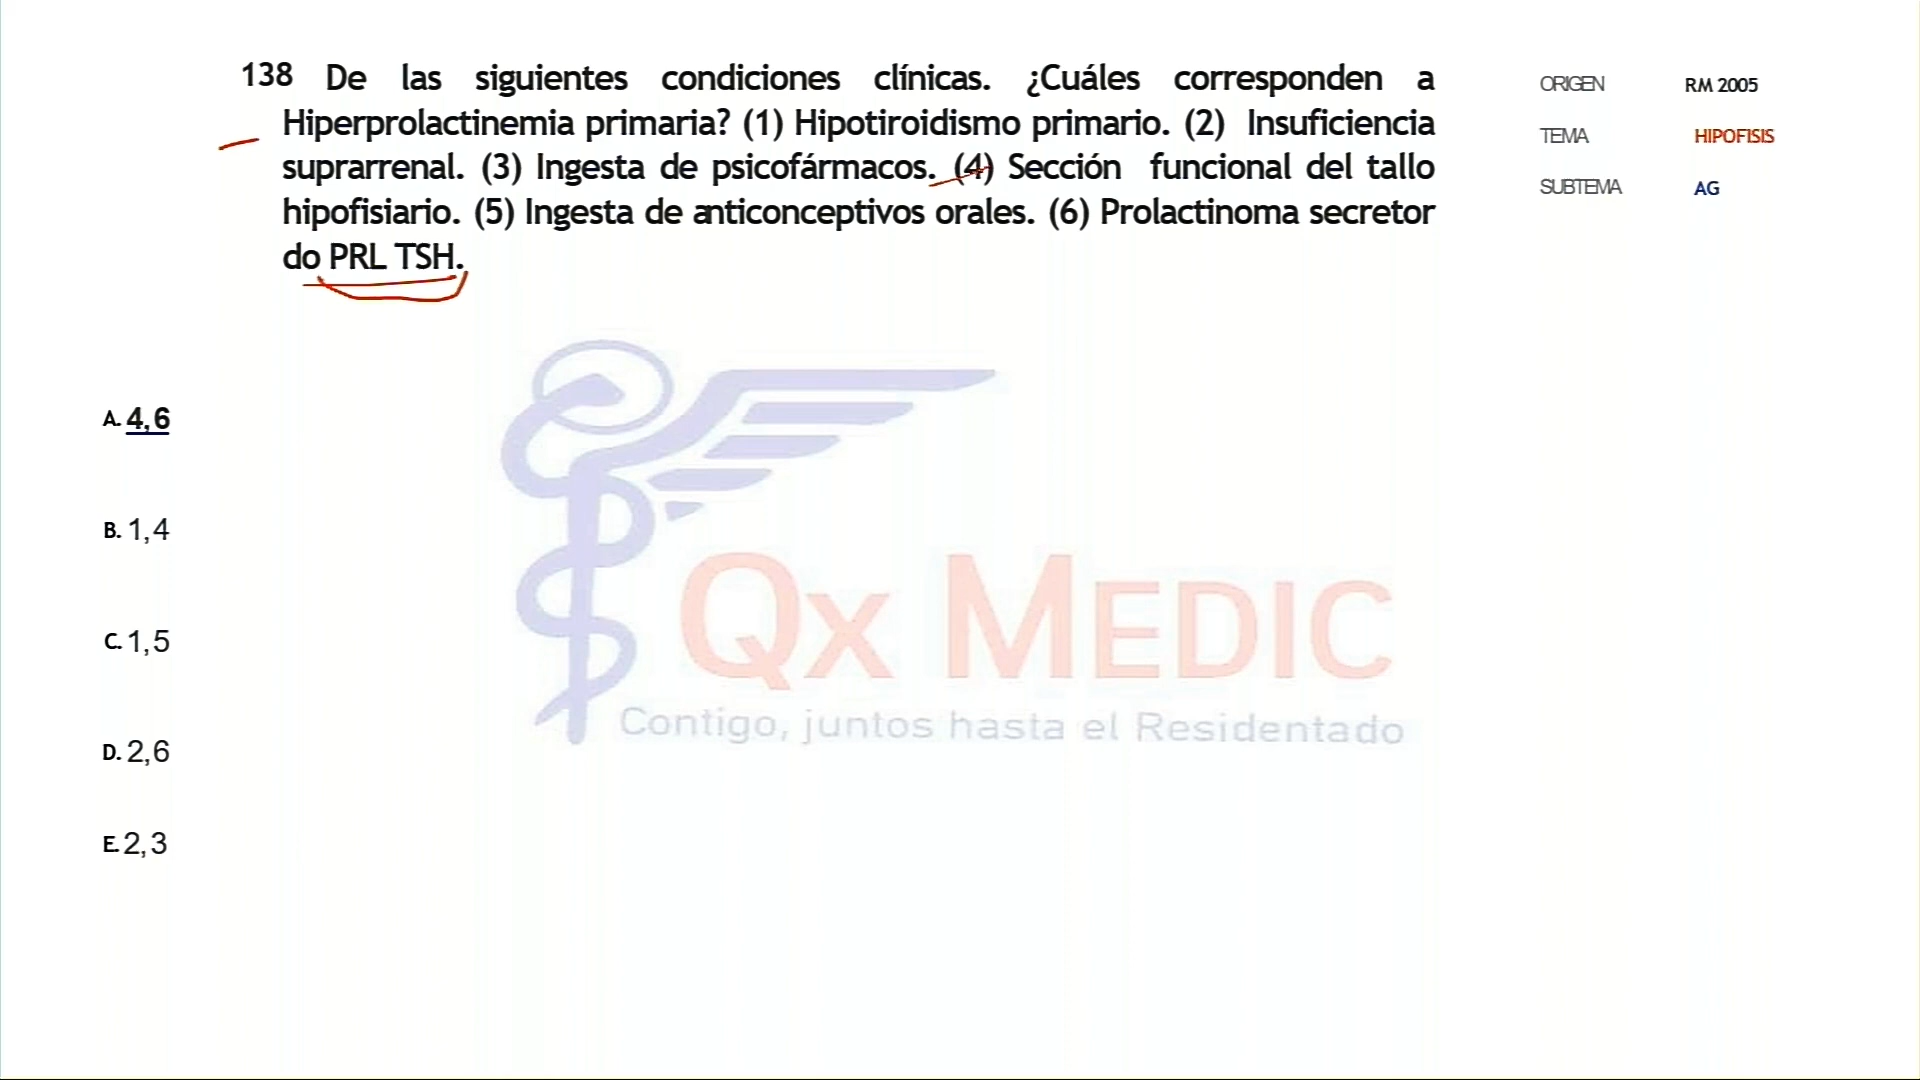 138 De las siguientes condiciones clínicas. ¿Cuáles corresponden a
Hiperprolactinemia primaria? (1) Hipotiroidismo primario. (2) Insuficiencia
suprarrenal. (3) Ingesta de psicofármacos. (4) Sección funcional del tallo
hipofisiario. (5) Ingesta de anticonceptivos orales. (6) Prolactinoma secretor
do PRL TSH.
ORIGEN RM 2005
TEMA HIPOFISIS
SUBTEMA AG
A. 4,6
B. 1,4
C. 1,5
D. 2,6
E. 2,3
Qx MEDIC
Contigo, juntos hasta el Residentado